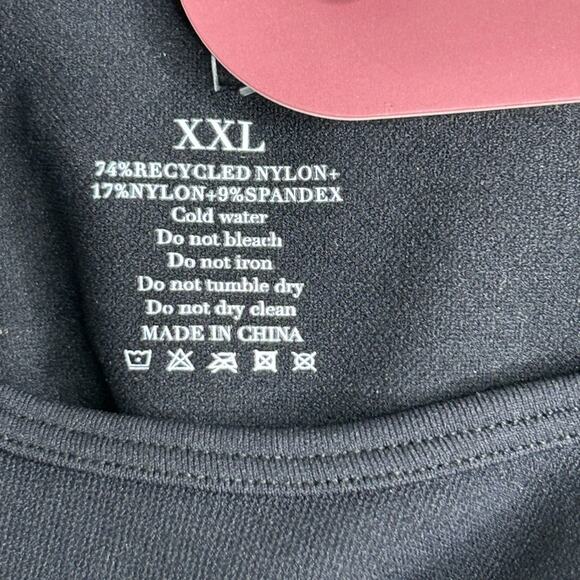 XXL
74%RECYCLED NYLON+
17%NYLON+9%SPANDEX
Cold water
Do not bleach
Do not iron
Do not tumble dry
Do not dry clean
MADE IN CHINA